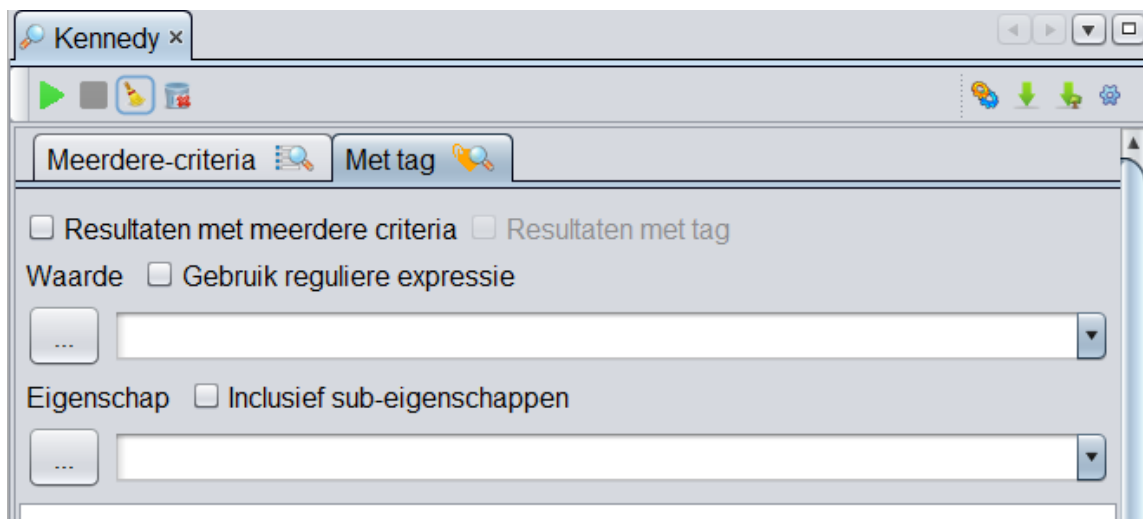 Kennedy ×
Meerdere-criteria Met tag
Resultaten met meerdere criteria Resultaten met tag
Waarde Gebruik reguliere expressie
...
Eigenschap Inclusief sub-eigenschappen
...